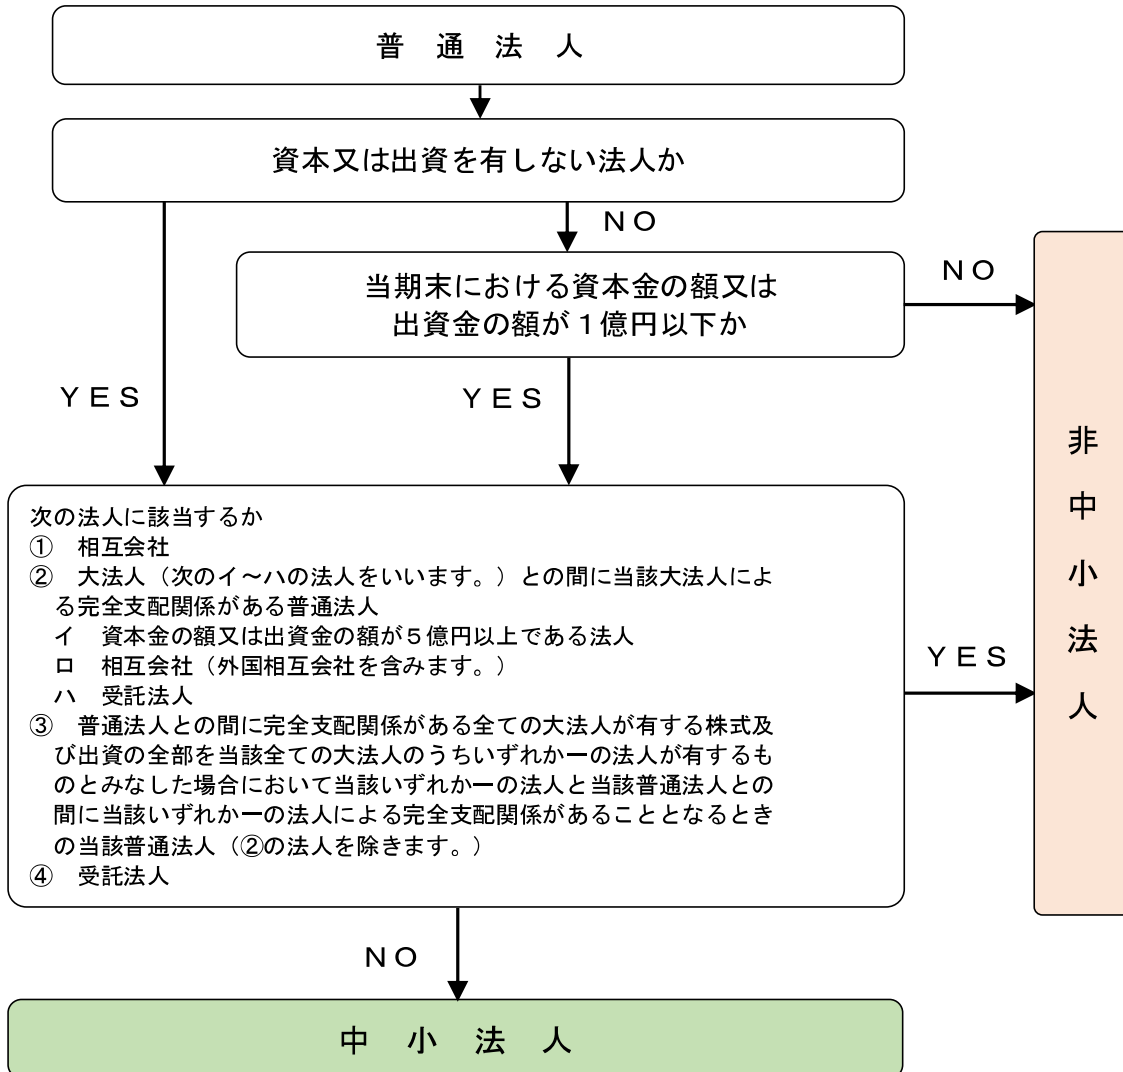 普通法人
資本又は出資を有しない法人か
NO
当期末における資本金の額又は
出資金の額が１億円以下か
NO
YES
YES
次の法人に該当するか
① 相互会社
② 大法人（次のイ～ハの法人をいいます。）との間に当該大法人によ
る完全支配関係がある普通法人
イ 資本金の額又は出資金の額が５億円以上である法人
ロ 相互会社（外国相互会社を含みます。）
ハ 受託法人
③ 普通法人との間に完全支配関係がある全ての大法人が有する株式及
び出資の全部を当該全ての大法人のうちいずれか一の法人が有するも
のとみなした場合において当該いずれか一の法人と当該普通法人との
間に当該いずれか一の法人による完全支配関係があることとなるとき
の当該普通法人（②の法人を除きます。）
④ 受託法人
YES
非中小法人
NO
中小法人